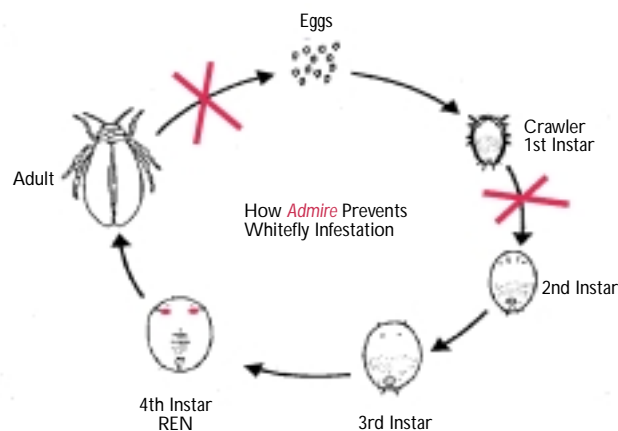 Eggs
Crawler
1st Instar
Adult
How Admire Prevents
Whitefly Infestation
2nd Instar
4th Instar
REN
3rd Instar